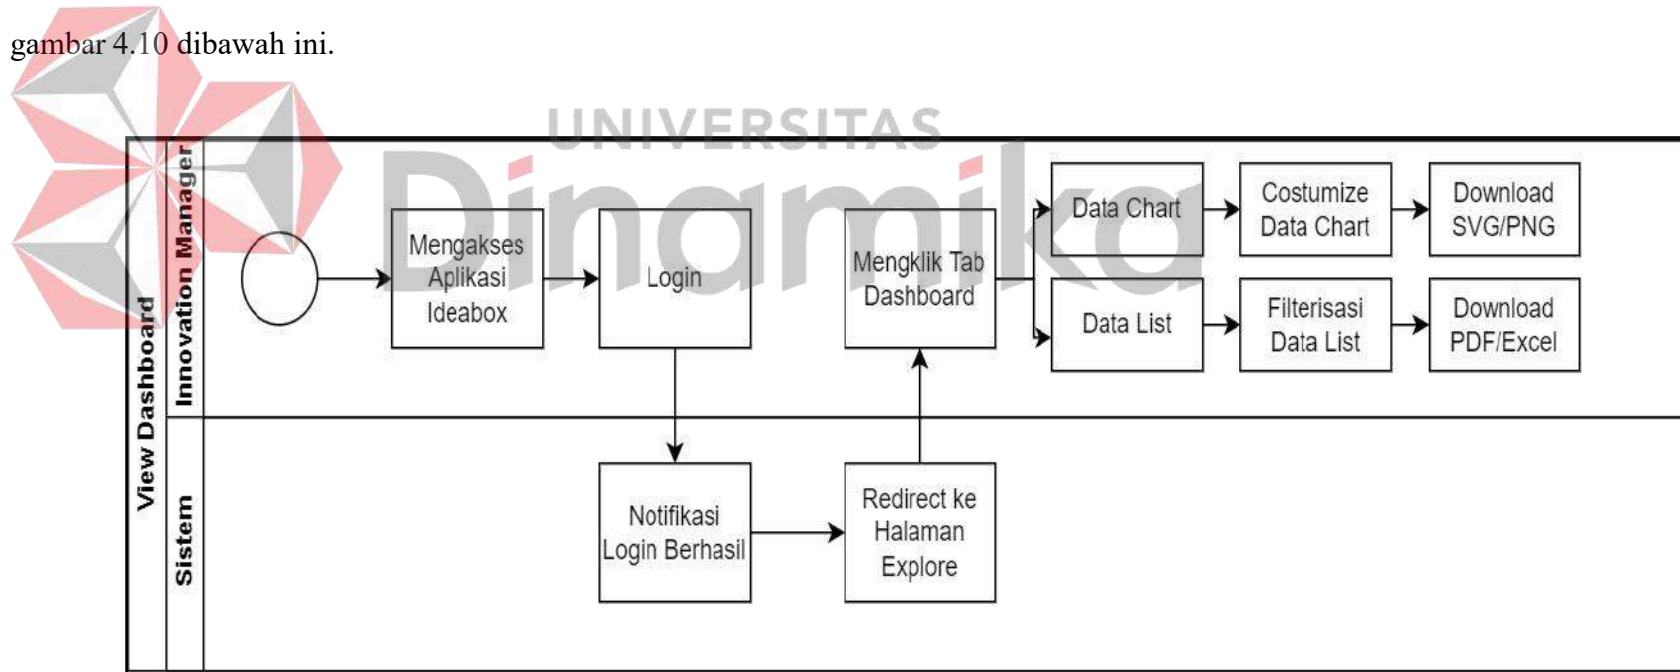 gambar 4.10 dibawah ini.
UNIVERSITAS
Dinamika
View Dashboard
Innovation Manager
Mengakses
Aplikasi
Ideabox
Login
Mengklik Tab
Dashboard
Data Chart
Costumize
Data Chart
Download
SVG/PNG
Data List
Filterisasi
Data List
Download
PDF/Excel
Sistem
Notifikasi
Login Berhasil
Redirect ke
Halaman
Explore